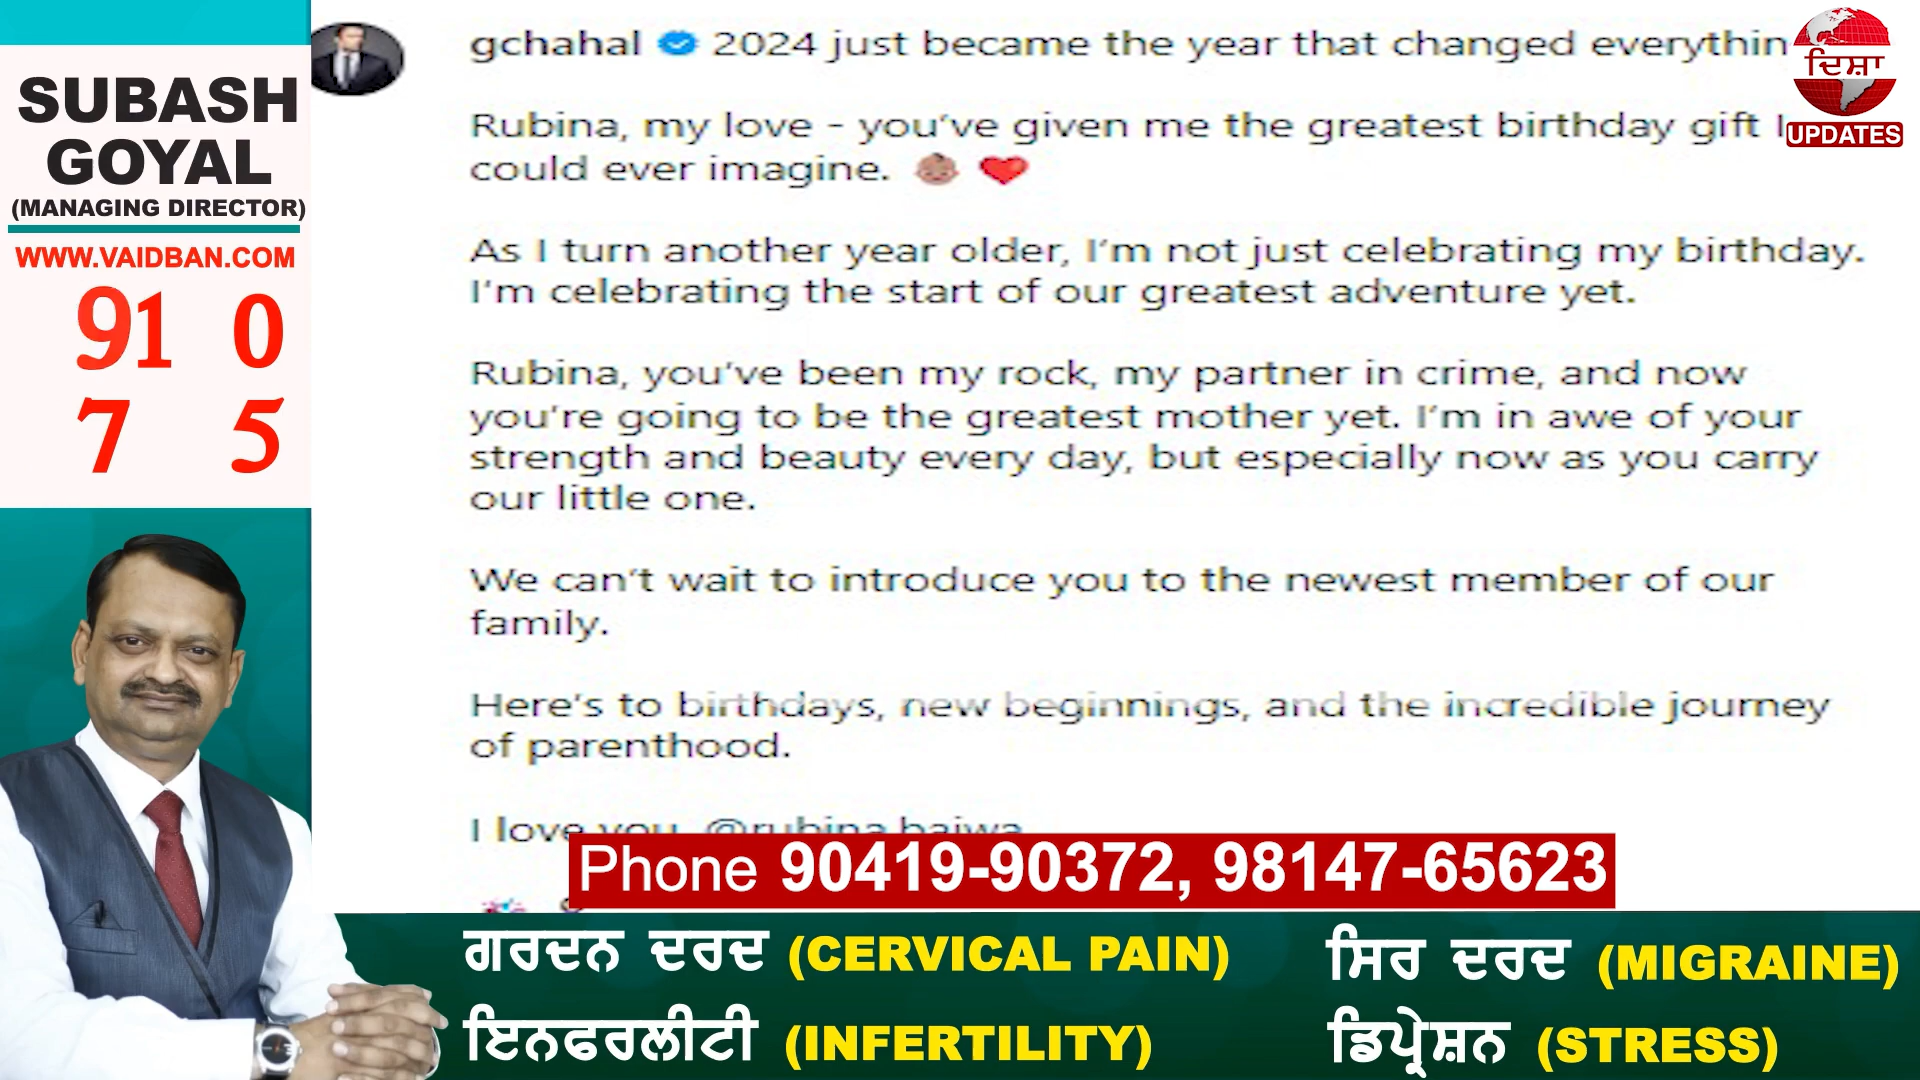 SUBASH
GOYAL
(MANAGING DIRECTOR)
WWW.VAIDBAN.COM
91 0
7 5
gchahal 2024 just became the year that changed everythin
Rubina, my love - you've given me the greatest birthday gift I
could ever imagine. 👶🏽 ❤️
As I turn another year older, I'm not just celebrating my birthday.
I'm celebrating the start of our greatest adventure yet.
Rubina, you've been my rock, my partner in crime, and now
you're going to be the greatest mother yet. I'm in awe of your
strength and beauty every day, but especially now as you carry
our little one.
We can't wait to introduce you to the newest member of our
family.
Here's to birthdays, new beginnings, and the incredible journey
of parenthood.
I love you, @rubina.bajwa
ਦਿਸ਼ਾ
UPDATES
Phone 90419-90372, 98147-65623
ਗਰਦਨ ਦਰਦ (CERVICAL PAIN)
ਸਿਰ ਦਰਦ (MIGRAINE)
ਇਨਫਰਲੀਟੀ (INFERTILITY)
ਡਿਪ੍ਰੇਸ਼ਨ (STRESS)